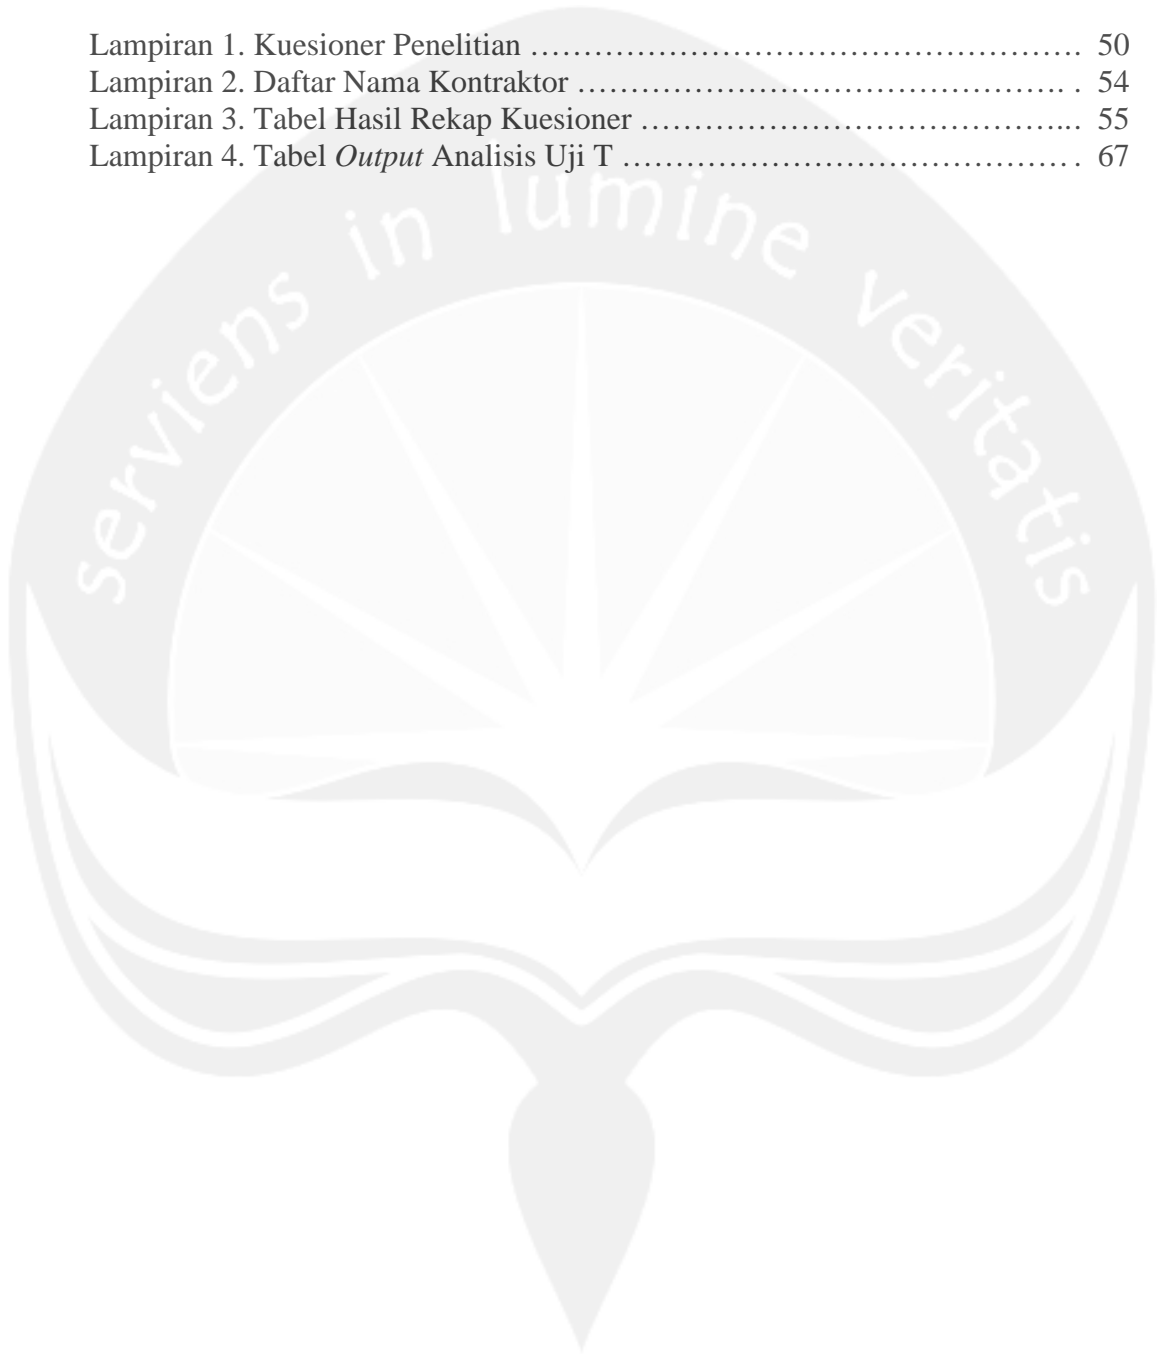 Lampiran 1. Kuesioner Penelitian ……………………………………………………. 50
Lampiran 2. Daftar Nama Kontraktor ……………………………………………. . 54
Lampiran 3. Tabel Hasil Rekap Kuesioner …………………………………….... 55
Lampiran 4. Tabel Output Analisis Uji T ………………………………………. . 67
serviens in lumine veritatis